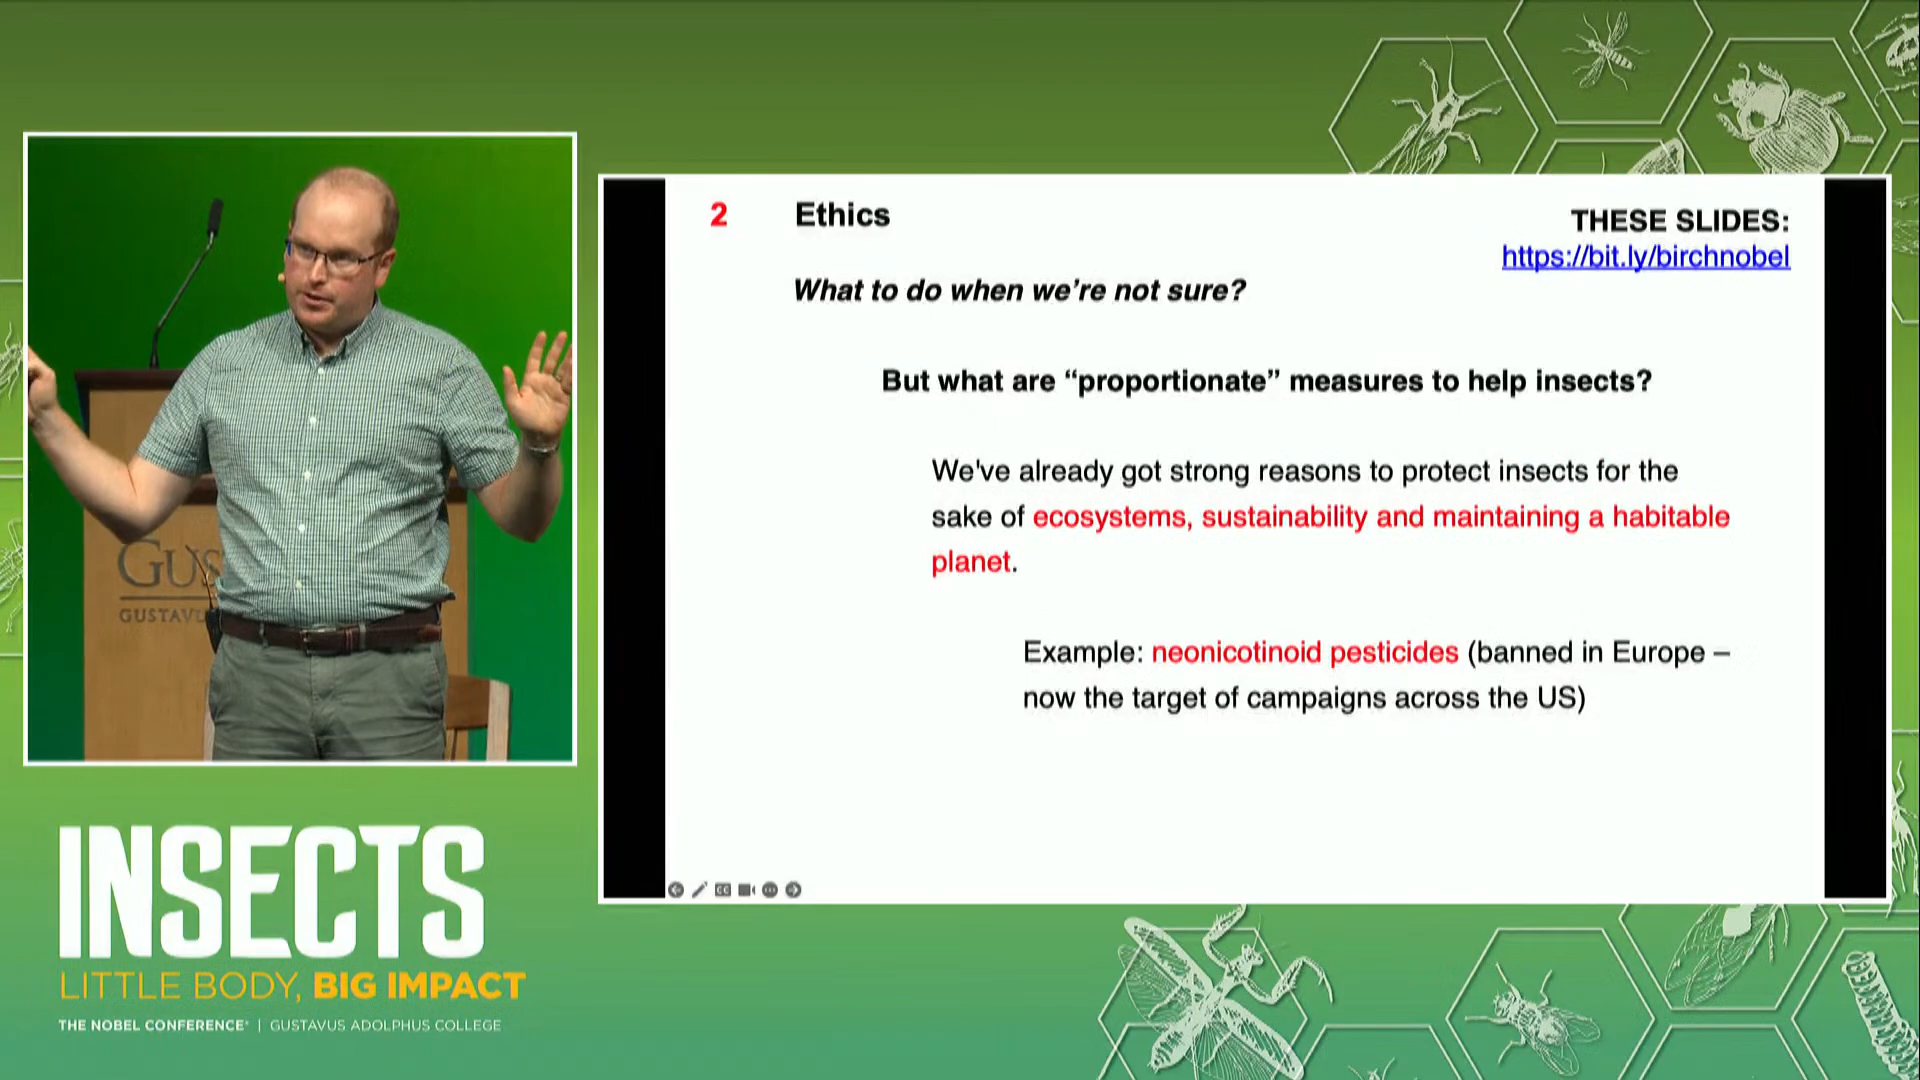 GUS
GUSTAV
INSECTS
LITTLE BODY, BIG IMPACT
THE NOBEL CONFERENCE® | GUSTAVUS ADOLPHUS COLLEGE
2 Ethics
THESE SLIDES:
https://bit.ly/birchnobel
What to do when we're not sure?
But what are “proportionate” measures to help insects?
We've already got strong reasons to protect insects for the
sake of ecosystems, sustainability and maintaining a habitable
planet.
Example: neonicotinoid pesticides (banned in Europe –
now the target of campaigns across the US)